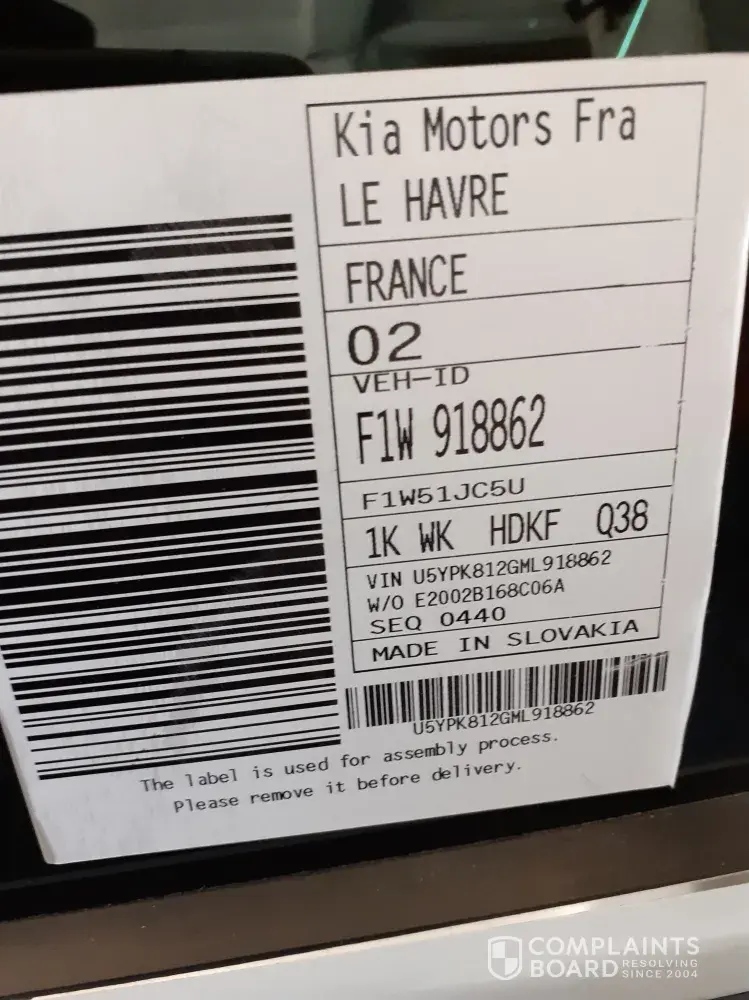 Kia Motors Fra
LE HAVRE
FRANCE
02
VEH-ID
F1W 918862
F1W51JC5U
1K WK HDKF Q38
VIN U5YPK812GML918862
W/O E2002B168C06A
SEQ 0440
MADE IN SLOVAKIA
U5YPK812GML918862
The label is used for assembly process.
Please remove it before delivery.
COMPLAINTS
BOARD RESOLVING
SINCE 2004